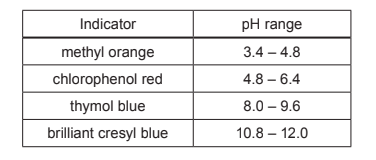 Indicator pH range
methyl orange 3.4 – 4.8
chlorophenol red 4.8 – 6.4
thymol blue 8.0 – 9.6
brilliant cresyl blue 10.8 – 12.0